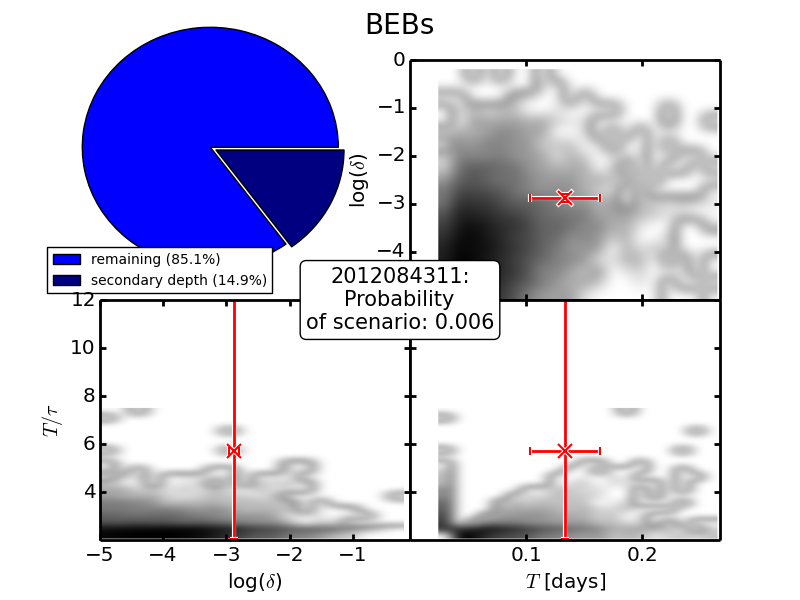 BEBs
remaining (85.1%)
secondary depth (14.9%)
log(δ)
0
−1
−2
−3
−4
2012084311:
Probability
of scenario: 0.006
T/τ
12
10
8
6
4
−5 −4 −3 −2 −1
log(δ)
0.1 0.2
T [days]